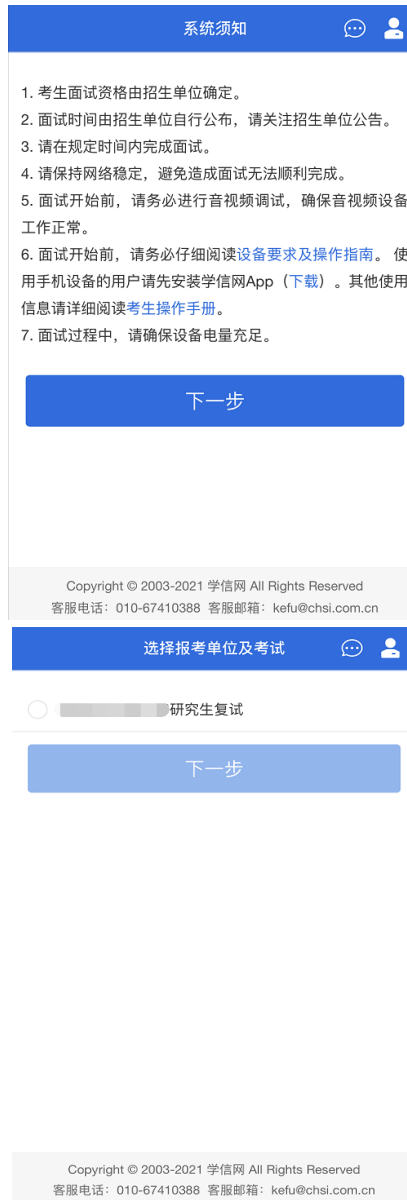 系统须知
1. 考生面试资格由招生单位确定。
2. 面试时间由招生单位自行公布，请关注招生单位公告。
3. 请在规定时间内完成面试。
4. 请保持网络稳定，避免造成面试无法顺利完成。
5. 面试开始前，请务必进行音视频调试，确保音视频设备
工作正常。
6. 面试开始前，请务必仔细阅读设备要求及操作指南。 使
用手机设备的用户请先安装学信网App（下载）。其他使用
信息请详细阅读考生操作手册。
7. 面试过程中，请确保设备电量充足。
下一步
Copyright © 2003-2021 学信网 All Rights Reserved
客服电话：010-67410388 客服邮箱：kefu@chsi.com.cn
选择报考单位及考试
研究生复试
下一步
Copyright © 2003-2021 学信网 All Rights Reserved
客服电话：010-67410388 客服邮箱：kefu@chsi.com.cn